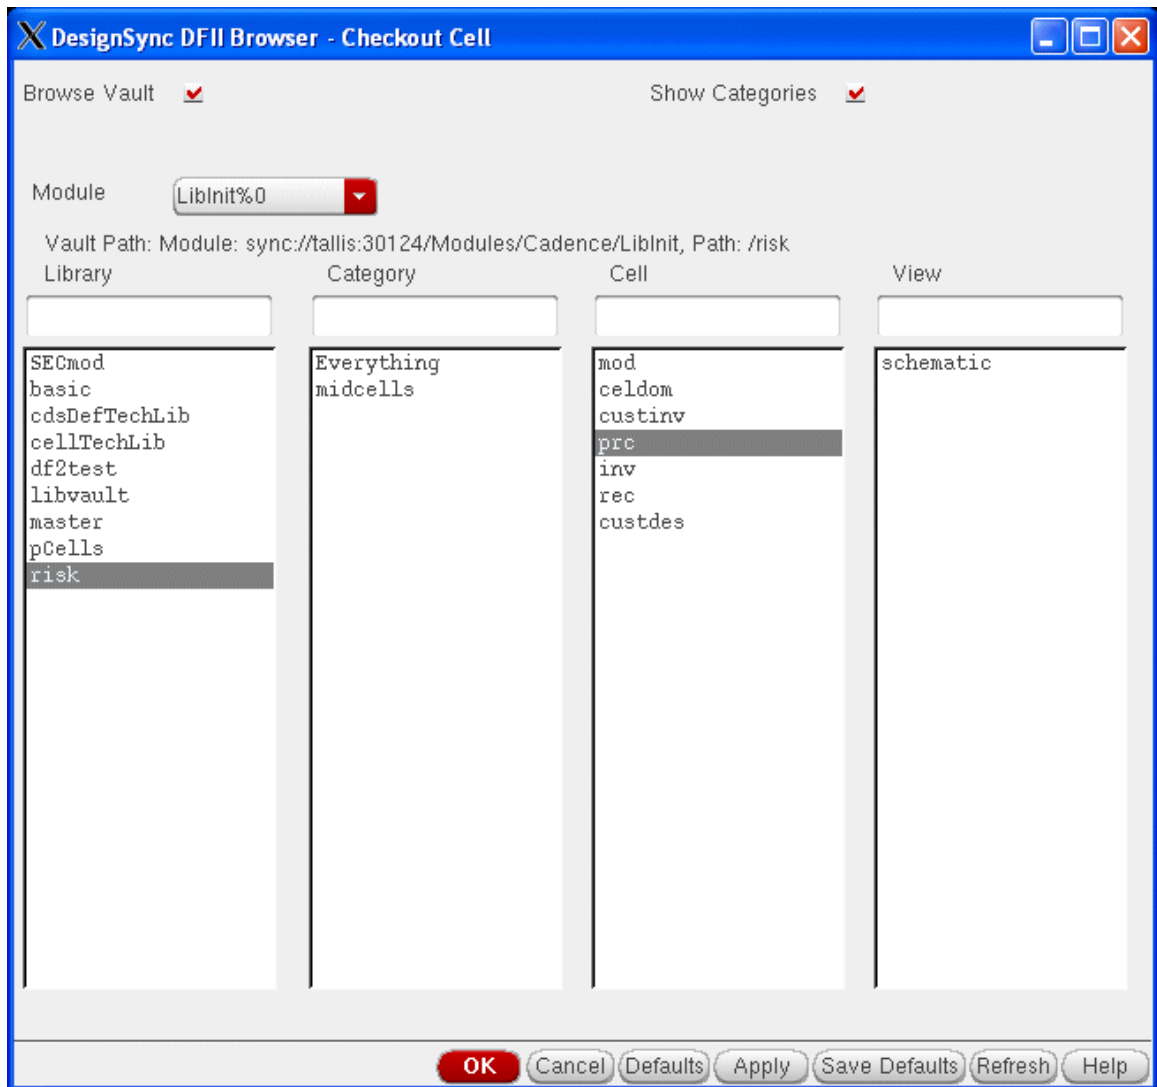 DesignSync DFII Browser - Checkout Cell
Browse Vault Show Categories
Module LibInit%0
Vault Path: Module: sync://tallis:30124/Modules/Cadence/LibInit, Path: /risk
Library Category Cell View
SECmod Everything mod schematic
basic midcells celdom
cdsDefTechLib custinv
cellTechLib prc
df2test inv
libvault rec
master custdes
pCells
risk
OK Cancel Defaults Apply Save Defaults Refresh Help